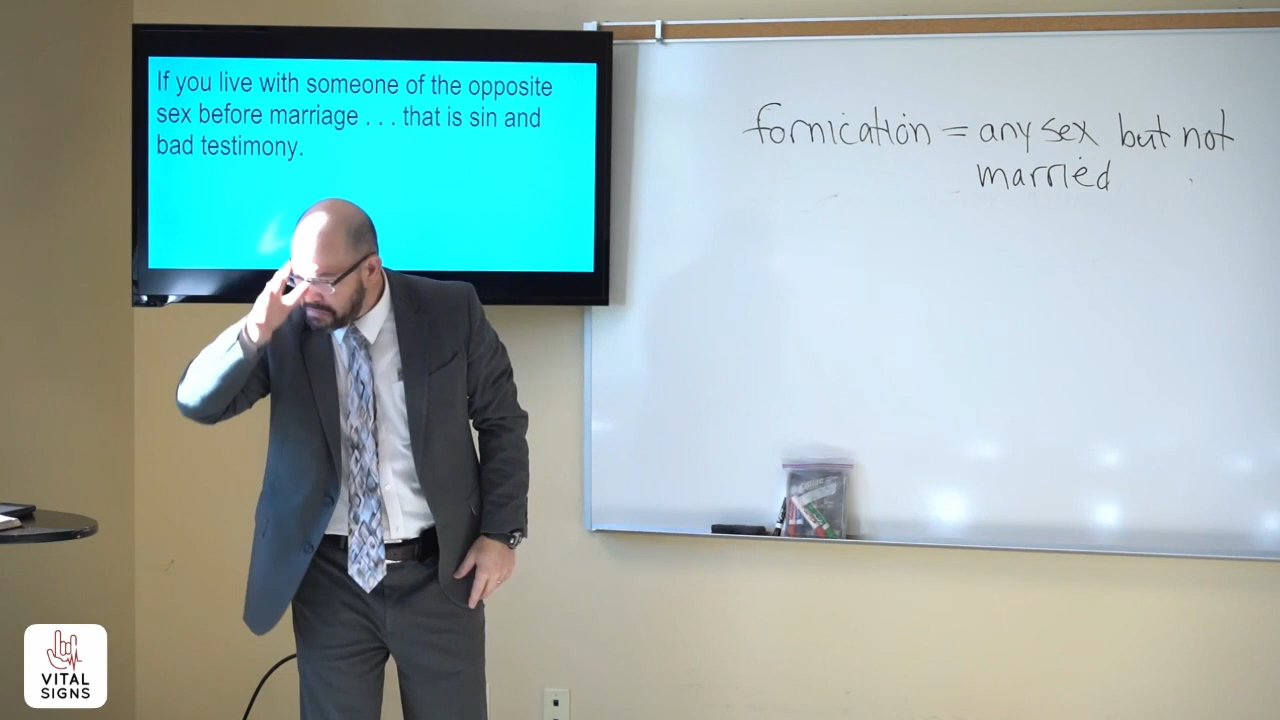 If you live with someone of the opposite
sex before marriage . . . that is sin and
bad testimony.
fornication = any sex but not
married
VITAL
SIGNS